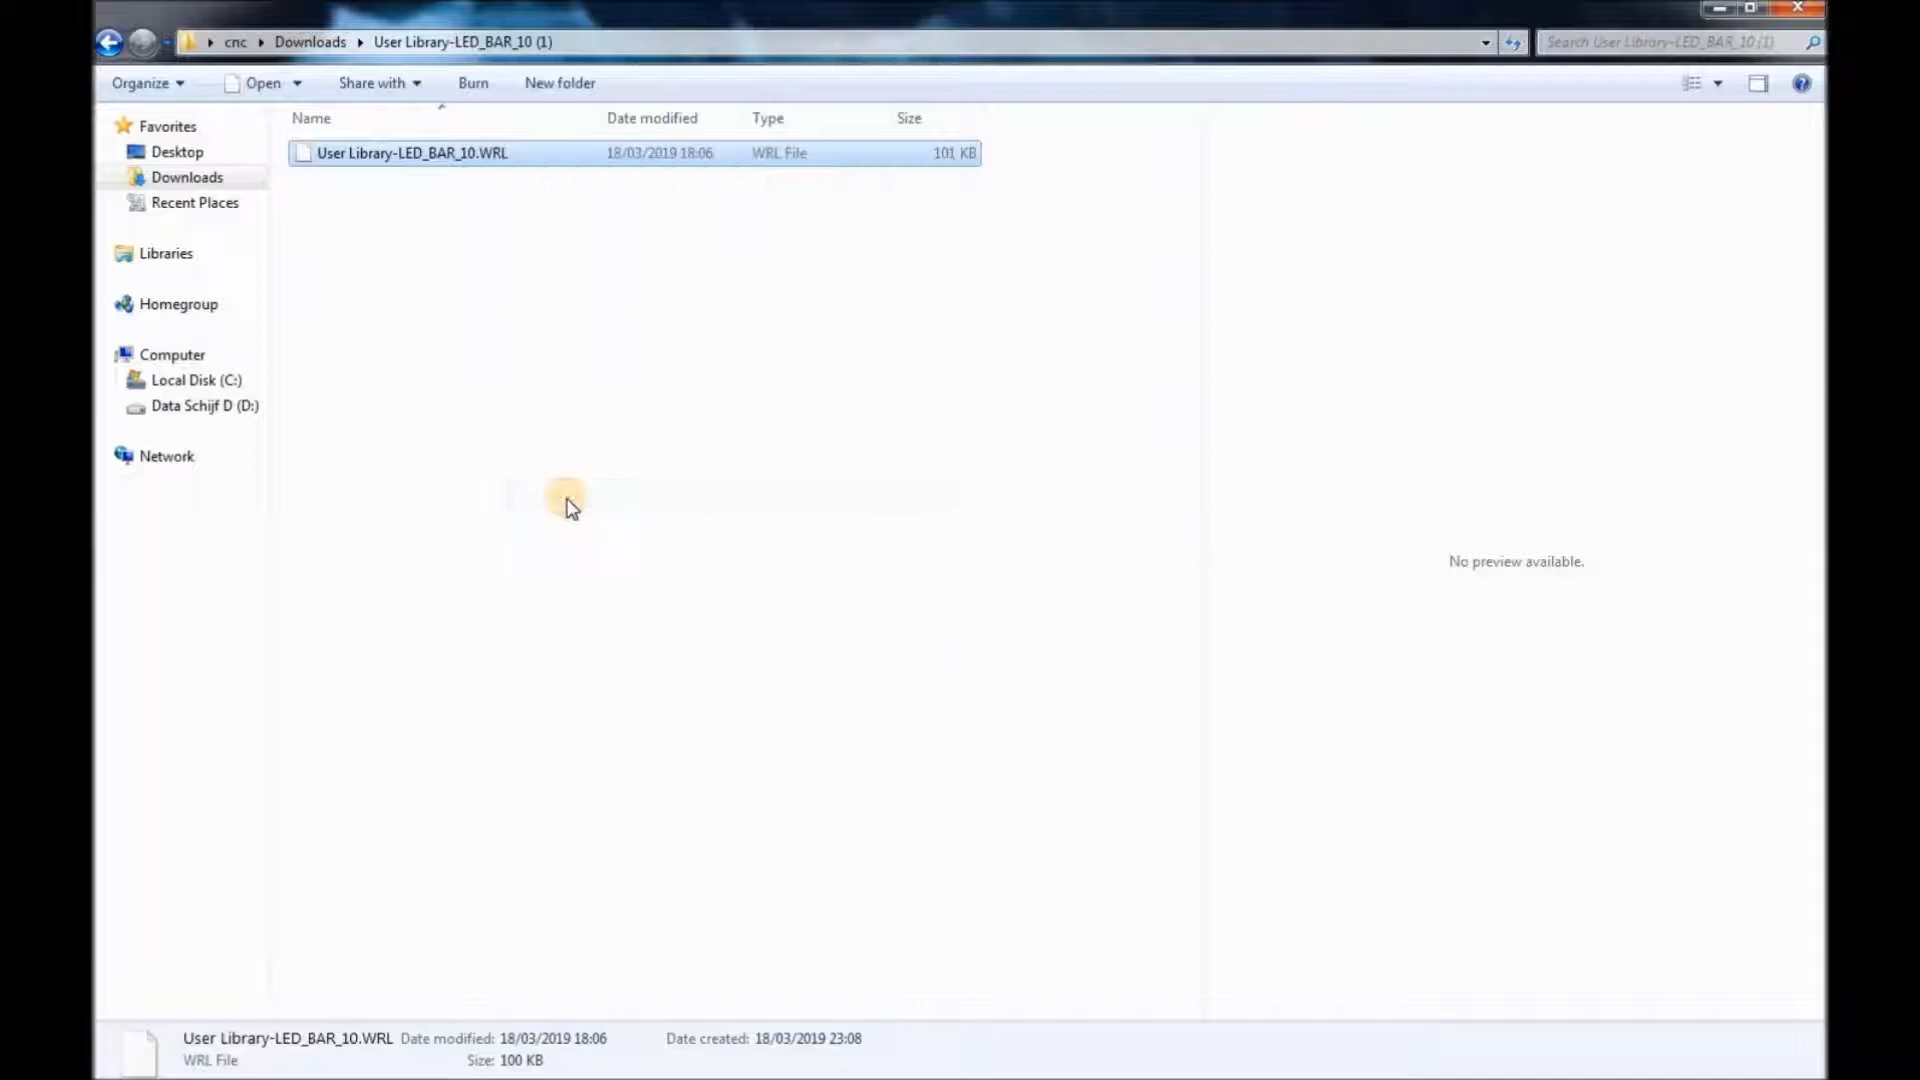 cnc Downloads User Library-LED_BAR_10 (1)
Search User Library-LED_BAR_10 (1)
Organize Open Share with Burn New folder
Name Date modified Type Size
User Library-LED_BAR_10.WRL 18/03/2019 18:06 WRL File 101 KB
Favorites
Desktop
Downloads
Recent Places
Libraries
Homegroup
Computer
Local Disk (C:)
Data Schijf D (D:)
Network
No preview available.
User Library-LED_BAR_10.WRL Date modified: 18/03/2019 18:06 Date created: 18/03/2019 23:08
WRL File Size: 100 KB